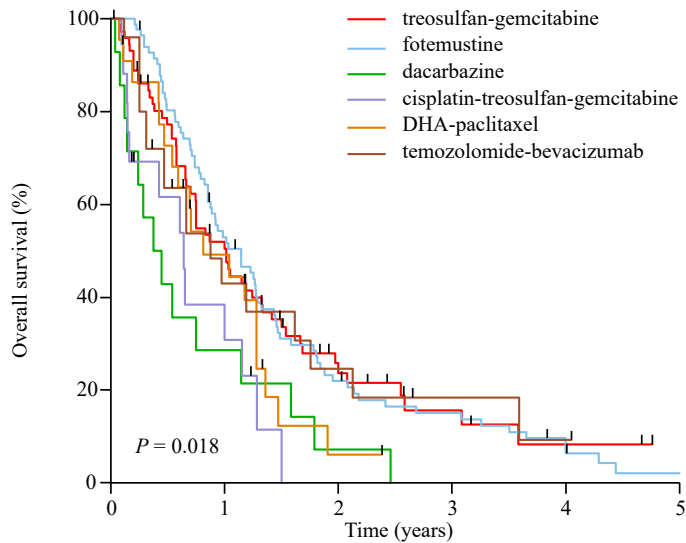 treosulfan-gemcitabine
fotemustine
dacarbazine
cisplatin-treosulfan-gemcitabine
DHA-paclitaxel
temozolomide-bevacizumab
Overall survival (%)
100
80
60
40
20
0
P = 0.018
0 1 2 3 4 5
Time (years)